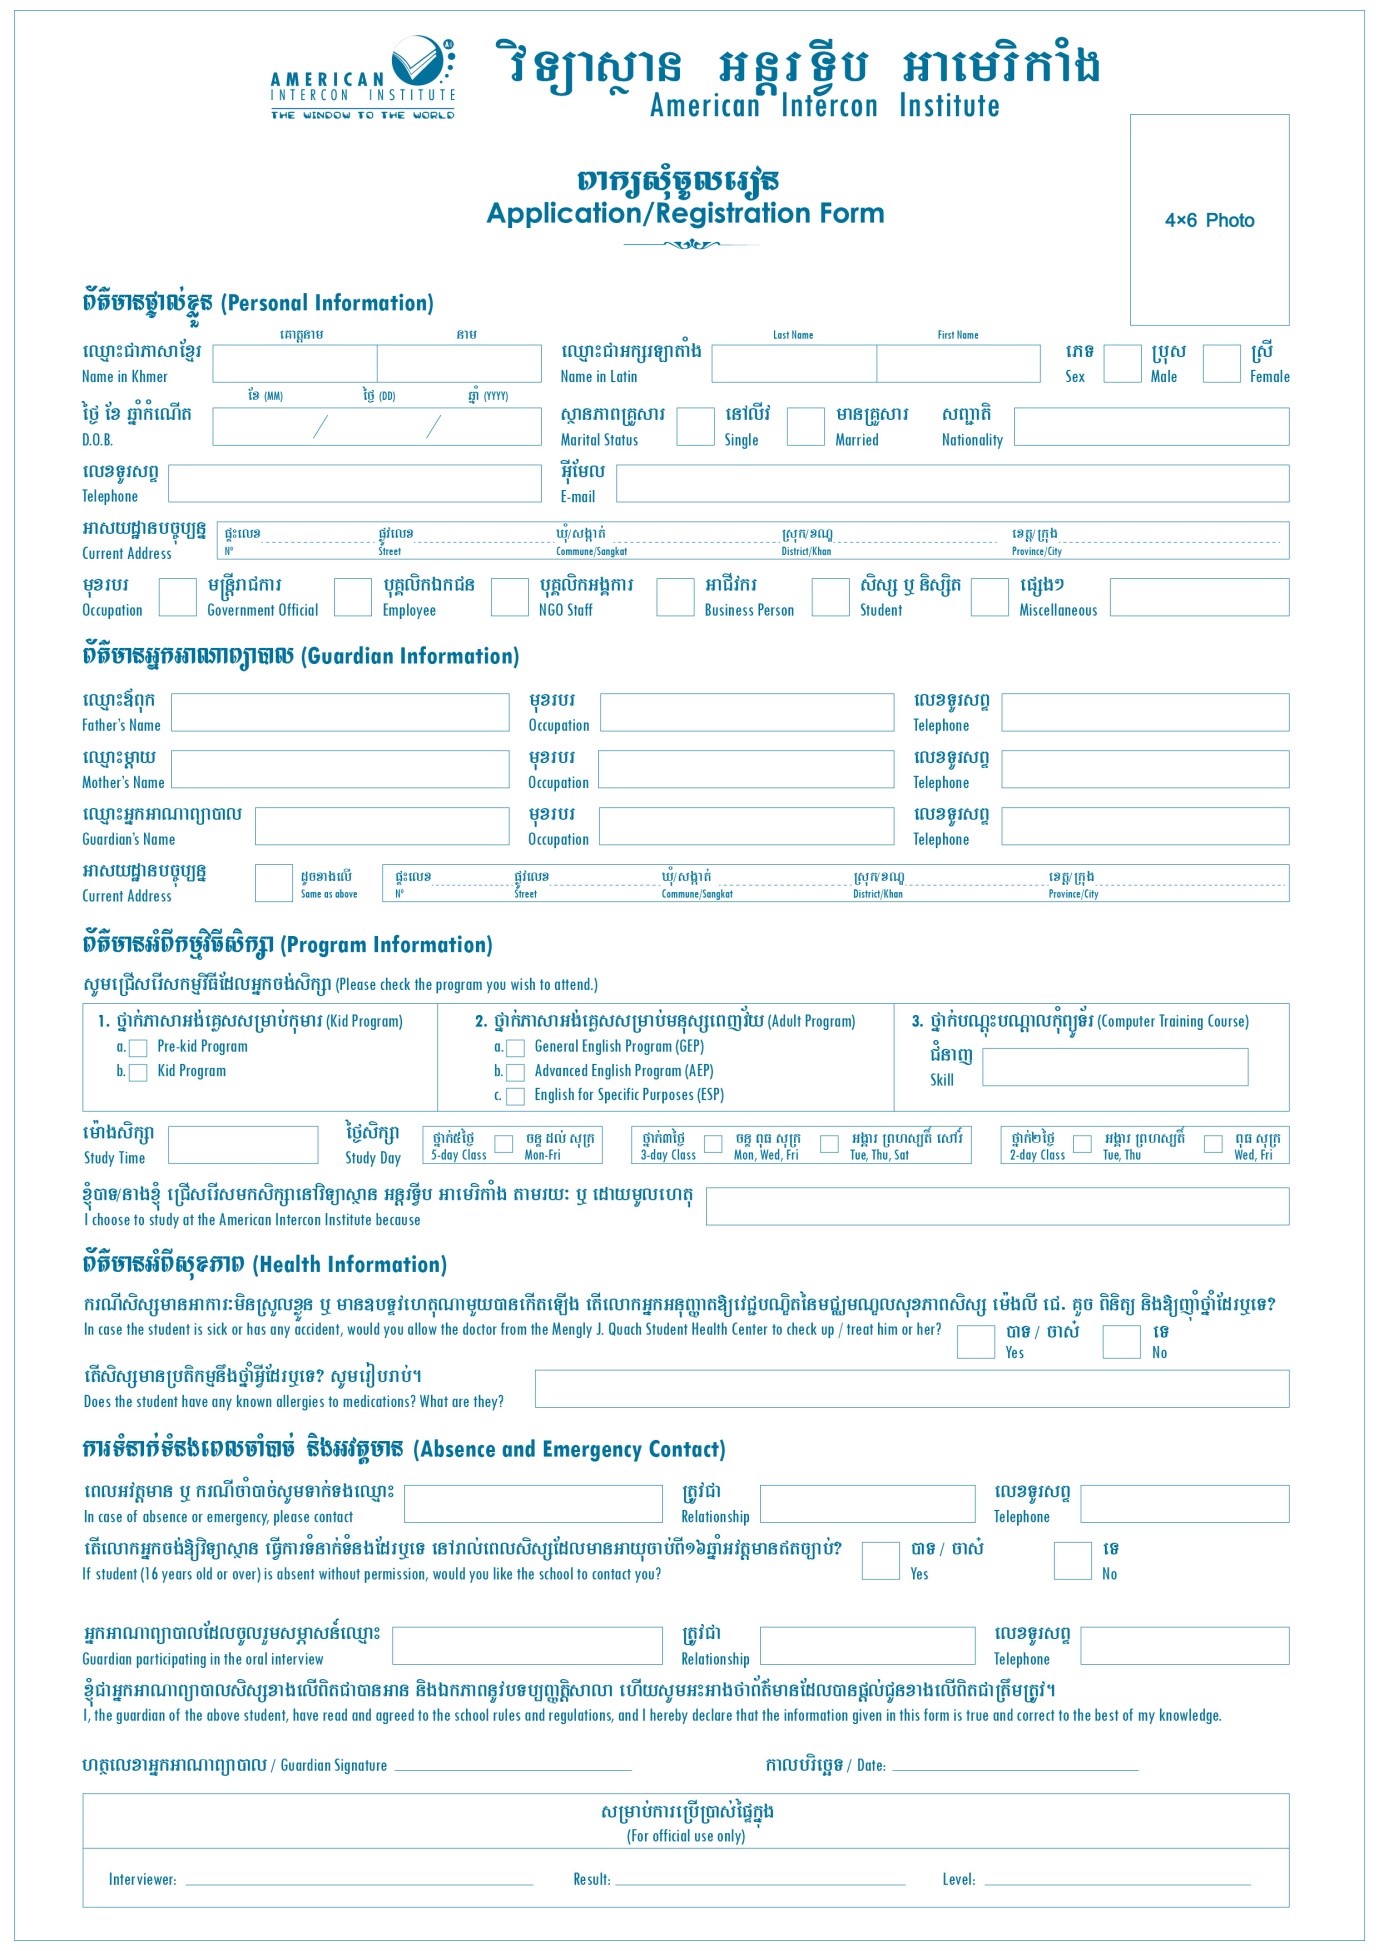 AMERICAN
INTERCON INSTITUTE
THE WINDOW TO THE WORLD
វិទ្យាស្ថាន អន្តរទ្វីប អាមេរិកាំង
American Intercon Institute
4×6 Photo
ពាក្យសុំចូលរៀន
Application/Registration Form
ព័ត៌មានផ្ទាល់ខ្លួន (Personal Information)
គោត្តនាម នាម Last Name First Name
ឈ្មោះជាភាសាខ្មែរ ឈ្មោះជាអក្សរឡាតាំង ភេទ ប្រុស ស្រី
Name in Khmer Name in Latin Sex Male Female
ខែ (MM) ថ្ងៃ (DD) ឆ្នាំ (YYYY)
ថ្ងៃ ខែ ឆ្នាំកំណើត / / ស្ថានភាពគ្រួសារ នៅលីវ មានគ្រួសារ សញ្ជាតិ
D.O.B. Marital Status Single Married Nationality
លេខទូរសព្ទ អ៊ីមែល
Telephone E-mail
អាសយដ្ឋានបច្ចុប្បន្ន ផ្ទះលេខ ផ្លូវលេខ ឃុំ/សង្កាត់ ស្រុក/ខណ្ឌ ខេត្ត/ក្រុង
Current Address Nº Street Commune/Sangkat District/Khan Province/City
មុខរបរ មន្ត្រីរាជការ បុគ្គលិកឯកជន បុគ្គលិកអង្គការ អាជីវករ សិស្ស ឬ និស្សិត ផ្សេងៗ
Occupation Government Official Employee NGO Staff Business Person Student Miscellaneous
ព័ត៌មានអ្នកអាណាព្យាបាល (Guardian Information)
ឈ្មោះឪពុក មុខរបរ លេខទូរសព្ទ
Father's Name Occupation Telephone
ឈ្មោះម្ដាយ មុខរបរ លេខទូរសព្ទ
Mother's Name Occupation Telephone
ឈ្មោះអ្នកអាណាព្យាបាល មុខរបរ លេខទូរសព្ទ
Guardian's Name Occupation Telephone
អាសយដ្ឋានបច្ចុប្បន្ន ដូចខាងលើ ផ្ទះលេខ ផ្លូវលេខ ឃុំ/សង្កាត់ ស្រុក/ខណ្ឌ ខេត្ត/ក្រុង
Current Address Same as above Nº Street Commune/Sangkat District/Khan Province/City
ព័ត៌មានអំពីកម្មវិធីសិក្សា (Program Information)
សូមជ្រើសរើសកម្មវិធីដែលអ្នកចង់សិក្សា (Please check the program you wish to attend.)
1. ថ្នាក់ភាសាអង់គ្លេសសម្រាប់កុមារ (Kid Program) 2. ថ្នាក់ភាសាអង់គ្លេសសម្រាប់មនុស្សពេញវ័យ (Adult Program) 3. ថ្នាក់បណ្តុះបណ្តាលកុំព្យូទ័រ (Computer Training Course)
a. Pre-kid Program a. General English Program (GEP) ជំនាញ
b. Kid Program b. Advanced English Program (AEP) Skill
c. English for Specific Purposes (ESP)
ម៉ោងសិក្សា ថ្ងៃសិក្សា ថ្នាក់៥ថ្ងៃ ចន្ទ ដល់ សុក្រ ថ្នាក់៣ថ្ងៃ ចន្ទ ពុធ សុក្រ អង្គារ ព្រហស្បតិ៍ សៅរ៍ ថ្នាក់២ថ្ងៃ អង្គារ ព្រហស្បតិ៍ ពុធ សុក្រ
Study Time Study Day 5-day Class Mon-Fri 3-day Class Mon, Wed, Fri Tue, Thu, Sat 2-day Class Tue, Thu Wed, Fri
ខ្ញុំបាទ/នាងខ្ញុំ ជ្រើសរើសមកសិក្សានៅវិទ្យាស្ថាន អន្តរទ្វីប អាមេរិកាំង តាមរយៈ ឬ ដោយមូលហេតុ
I choose to study at the American Intercon Institute because
ព័ត៌មានអំពីសុខភាព (Health Information)
ករណីសិស្សមានអាការៈមិនស្រួលខ្លួន ឬ មានឧបទ្ទវហេតុណាមួយបានកើតឡើង តើលោកអ្នកអនុញ្ញាតឱ្យវេជ្ជបណ្ឌិតនៃមជ្ឈមណ្ឌលសុខភាពសិស្ស ម៉េងលី ជេ. គួច ពិនិត្យ និងឱ្យញ៉ាំថ្នាំដែរឬទេ?
In case the student is sick or has any accident, would you allow the doctor from the Mengly J. Quach Student Health Center to check up / treat him or her? បាទ / ចាស៎ ទេ
Yes No
តើសិស្សមានប្រតិកម្មនឹងថ្នាំអ្វីដែរឬទេ? សូមរៀបរាប់។
Does the student have any known allergies to medications? What are they?
ការទំនាក់ទំនងពេលចាំបាច់ និងអវត្តមាន (Absence and Emergency Contact)
ពេលអវត្តមាន ឬ ករណីចាំបាច់សូមទាក់ទងឈ្មោះ ត្រូវជា លេខទូរសព្ទ
In case of absence or emergency, please contact Relationship Telephone
តើលោកអ្នកចង់ឱ្យវិទ្យាស្ថាន ធ្វើការទំនាក់ទំនងដែរឬទេ នៅរាល់ពេលសិស្សដែលមានអាយុចាប់ពី១៦ឆ្នាំអវត្តមានឥតច្បាប់? បាទ / ចាស៎ ទេ
If student (16 years old or over) is absent without permission, would you like the school to contact you? Yes No
អ្នកអាណាព្យាបាលដែលចូលរួមសម្ភាសន៍ឈ្មោះ ត្រូវជា លេខទូរសព្ទ
Guardian participating in the oral interview Relationship Telephone
ខ្ញុំជាអ្នកអាណាព្យាបាលសិស្សខាងលើពិតជាបានអាន និងឯកភាពនូវបទប្បញ្ញត្តិសាលា ហើយសូមអះអាងថាព័ត៌មានដែលបានផ្តល់ជូនខាងលើពិតជាត្រឹមត្រូវ។
I, the guardian of the above student, have read and agreed to the school rules and regulations, and I hereby declare that the information given in this form is true and correct to the best of my knowledge.
ហត្ថលេខាអ្នកអាណាព្យាបាល / Guardian Signature កាលបរិច្ឆេទ / Date:
សម្រាប់ការប្រើប្រាស់ផ្ទៃក្នុង
(For official use only)
Interviewer: Result: Level: